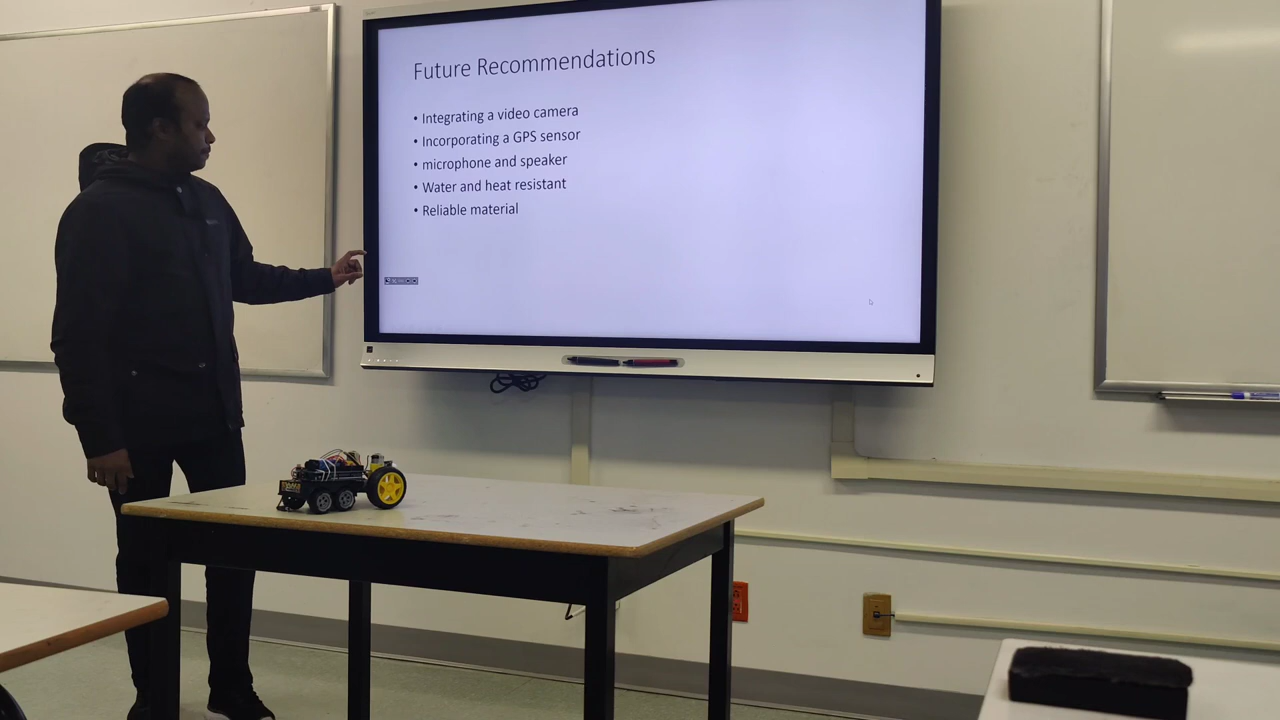 Future Recommendations
• Integrating a video camera
• Incorporating a GPS sensor
• microphone and speaker
• Water and heat resistant
• Reliable material